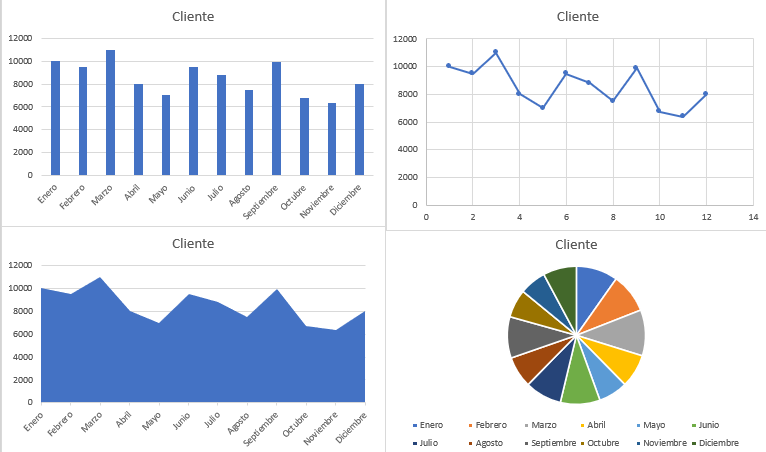 Cliente
12000
10000
8000
6000
4000
2000
0
Enero
Febrero
Marzo
Abril
Mayo
Junio
Julio
Agosto
Septiembre
Octubre
Noviembre
Diciembre
Cliente
12000
10000
8000
6000
4000
2000
0
0 2 4 6 8 10 12 14
Cliente
12000
10000
8000
6000
4000
2000
0
Enero
Febrero
Marzo
Abril
Mayo
Junio
Julio
Agosto
Septiembre
Octubre
Noviembre
Diciembre
Cliente
Enero Febrero Marzo Abril Mayo Junio
Julio Agosto Septiembre Octubre Noviembre Diciembre